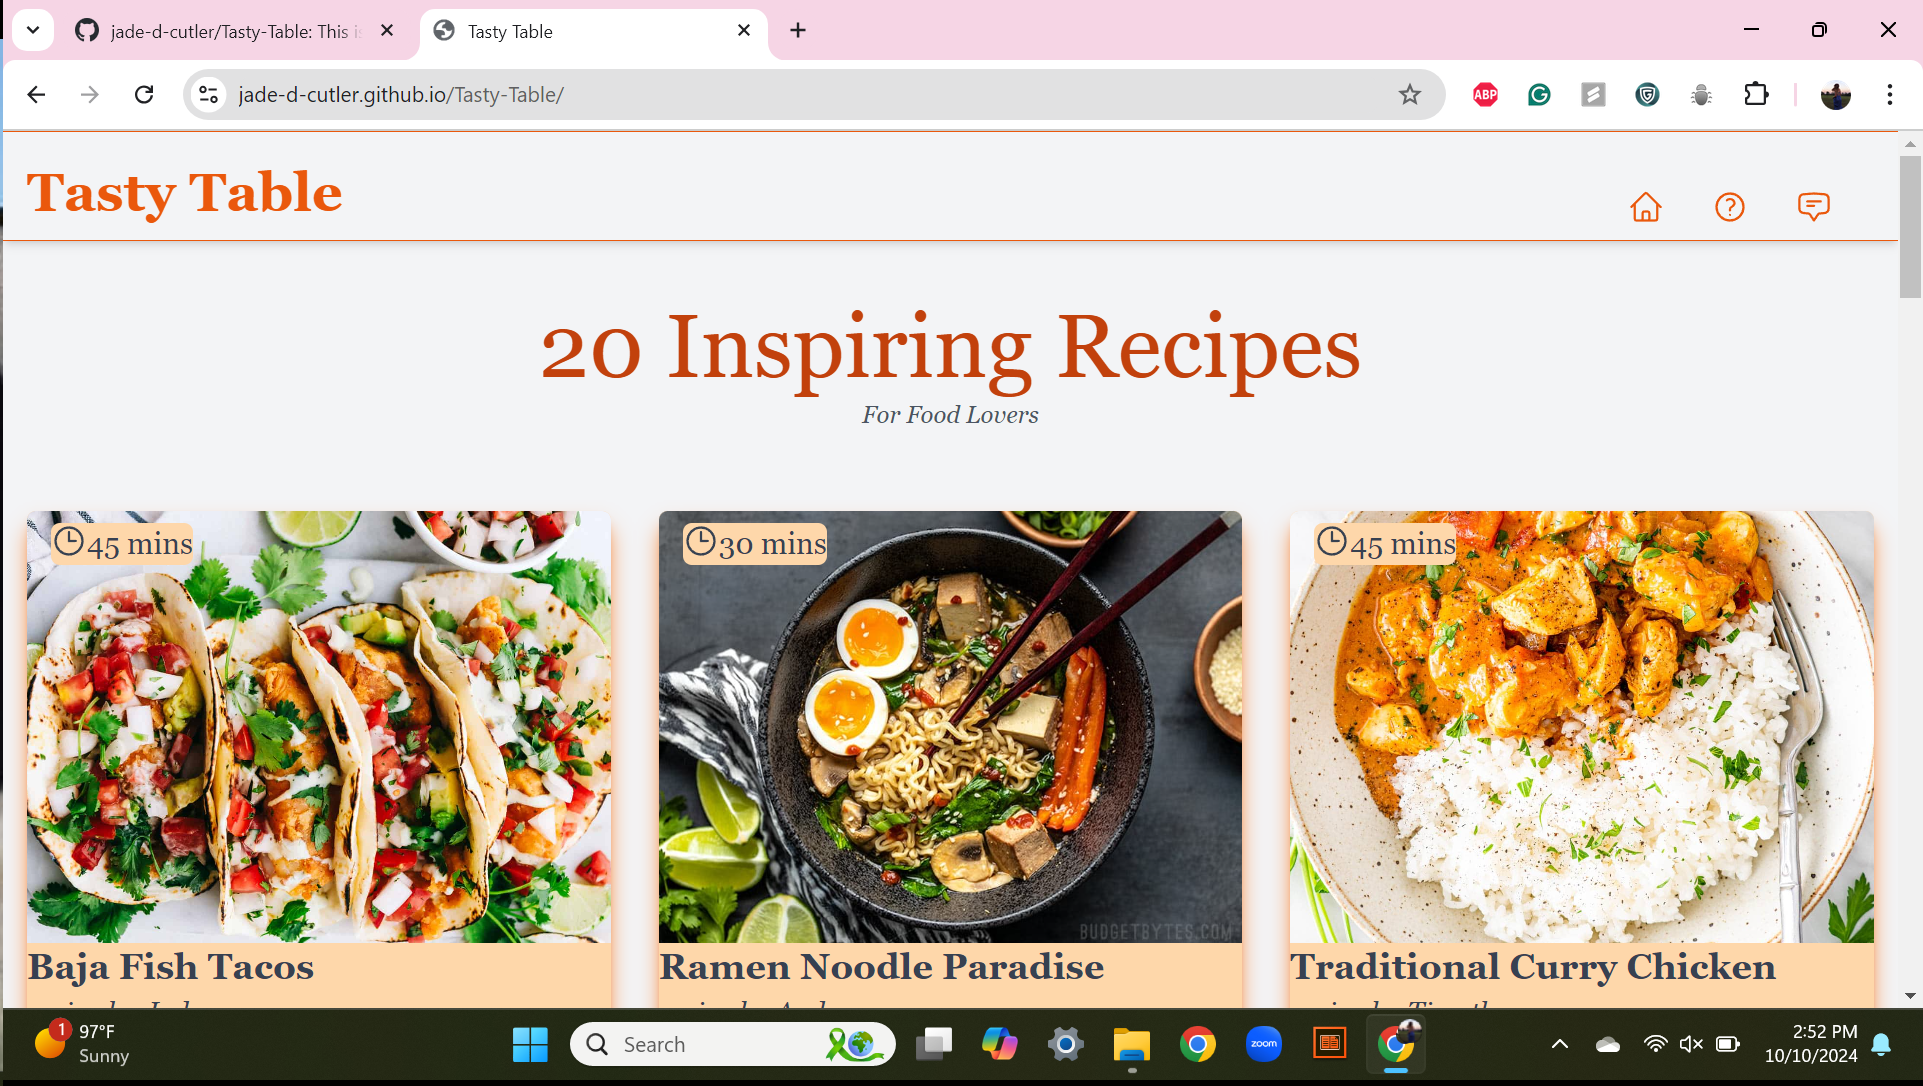 jade-d-cutler/Tasty-Table: This is
Tasty Table
jade-d-cutler.github.io/Tasty-Table/
ABP
Tasty Table
20 Inspiring Recipes
For Food Lovers
45 mins
30 mins
45 mins
BUDGETBYTES.COM
Baja Fish Tacos
Ramen Noodle Paradise
Traditional Curry Chicken
1
97°F
Sunny
Search
zoom
2:52 PM
10/10/2024